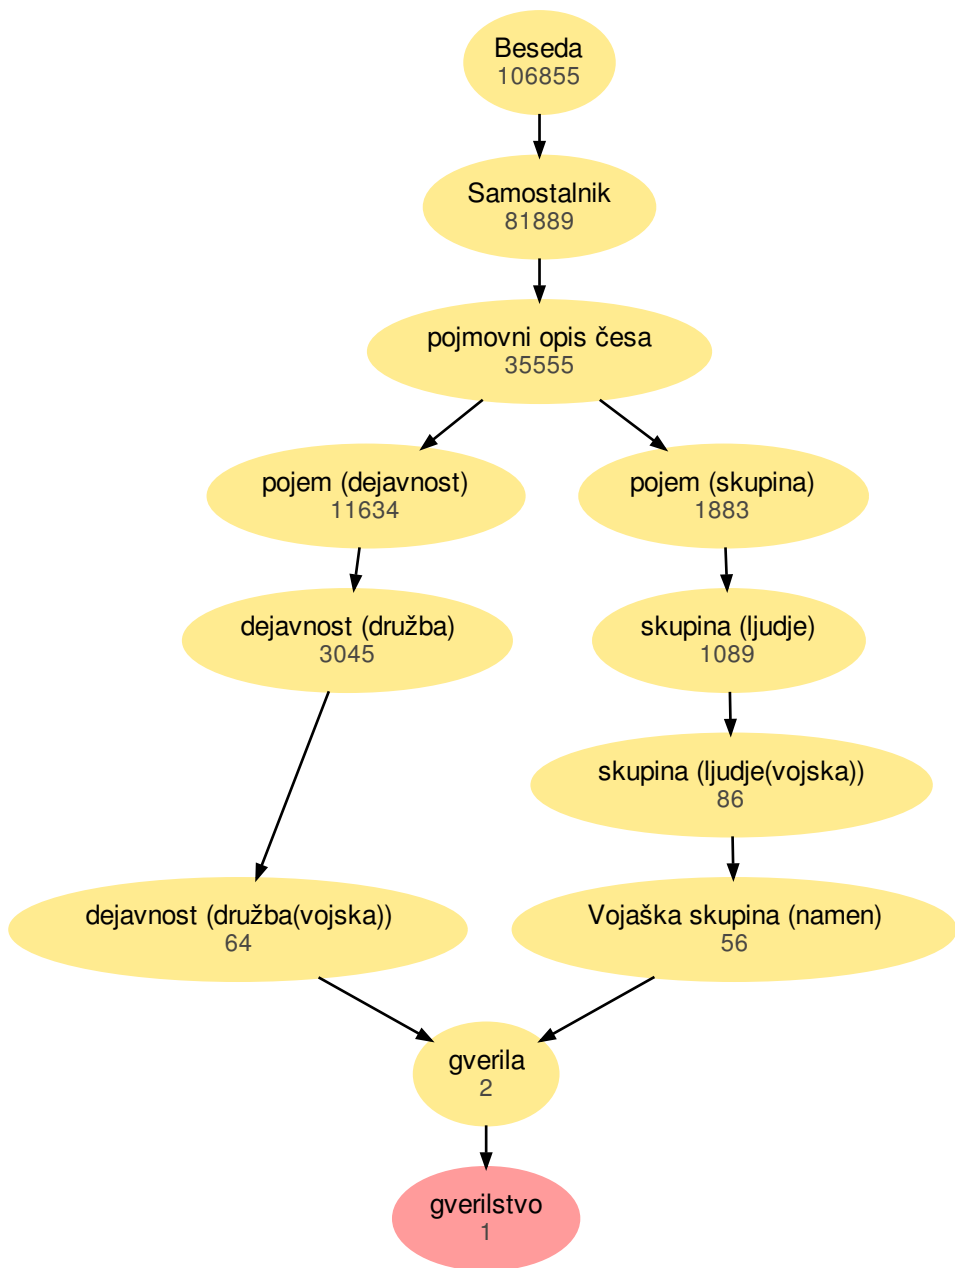 Beseda
106855
Samostalnik
81889
pojmovni opis česa
35555
pojem (dejavnost)
11634
pojem (skupina)
1883
dejavnost (družba)
3045
skupina (ljudje)
1089
skupina (ljudje(vojska))
86
dejavnost (družba(vojska))
64
Vojaška skupina (namen)
56
gverila
2
gverilstvo
1